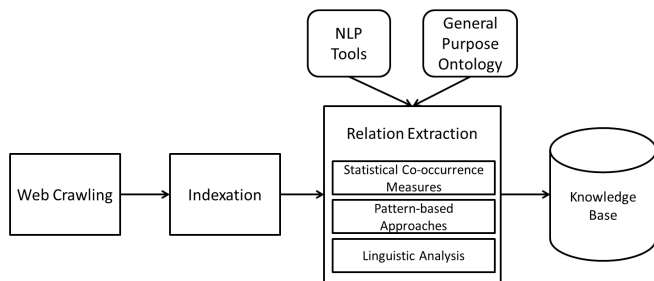 NLP
Tools
General
Purpose
Ontology
Web Crawling
Indexation
Relation Extraction
Statistical Co-occurrence
Measures
Pattern-based
Approaches
Linguistic Analysis
Knowledge
Base